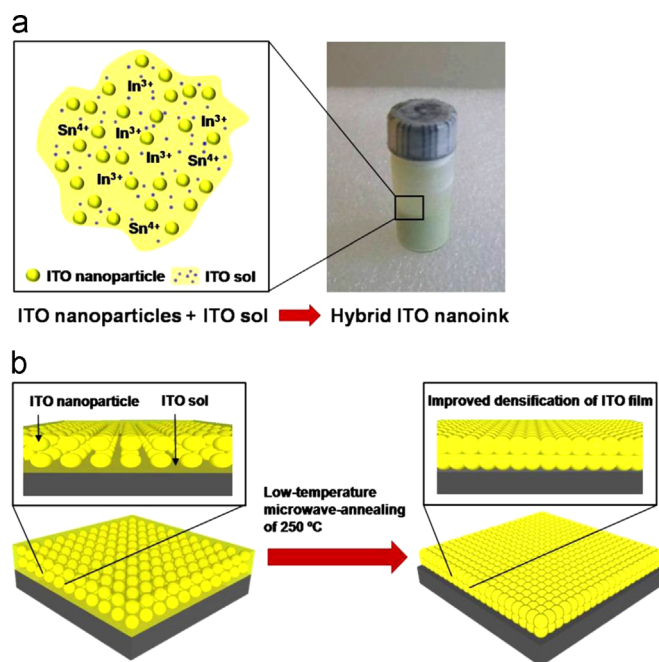 a
In3+
In3+
Sn4+
In3+
In3+
Sn4+
In3+
Sn4+
ITO nanoparticle
ITO sol
ITO nanoparticles + ITO sol
Hybrid ITO nanoink
b
ITO nanoparticle
ITO sol
Improved densification of ITO film
Low-temperature
microwave-annealing
of 250 ºC